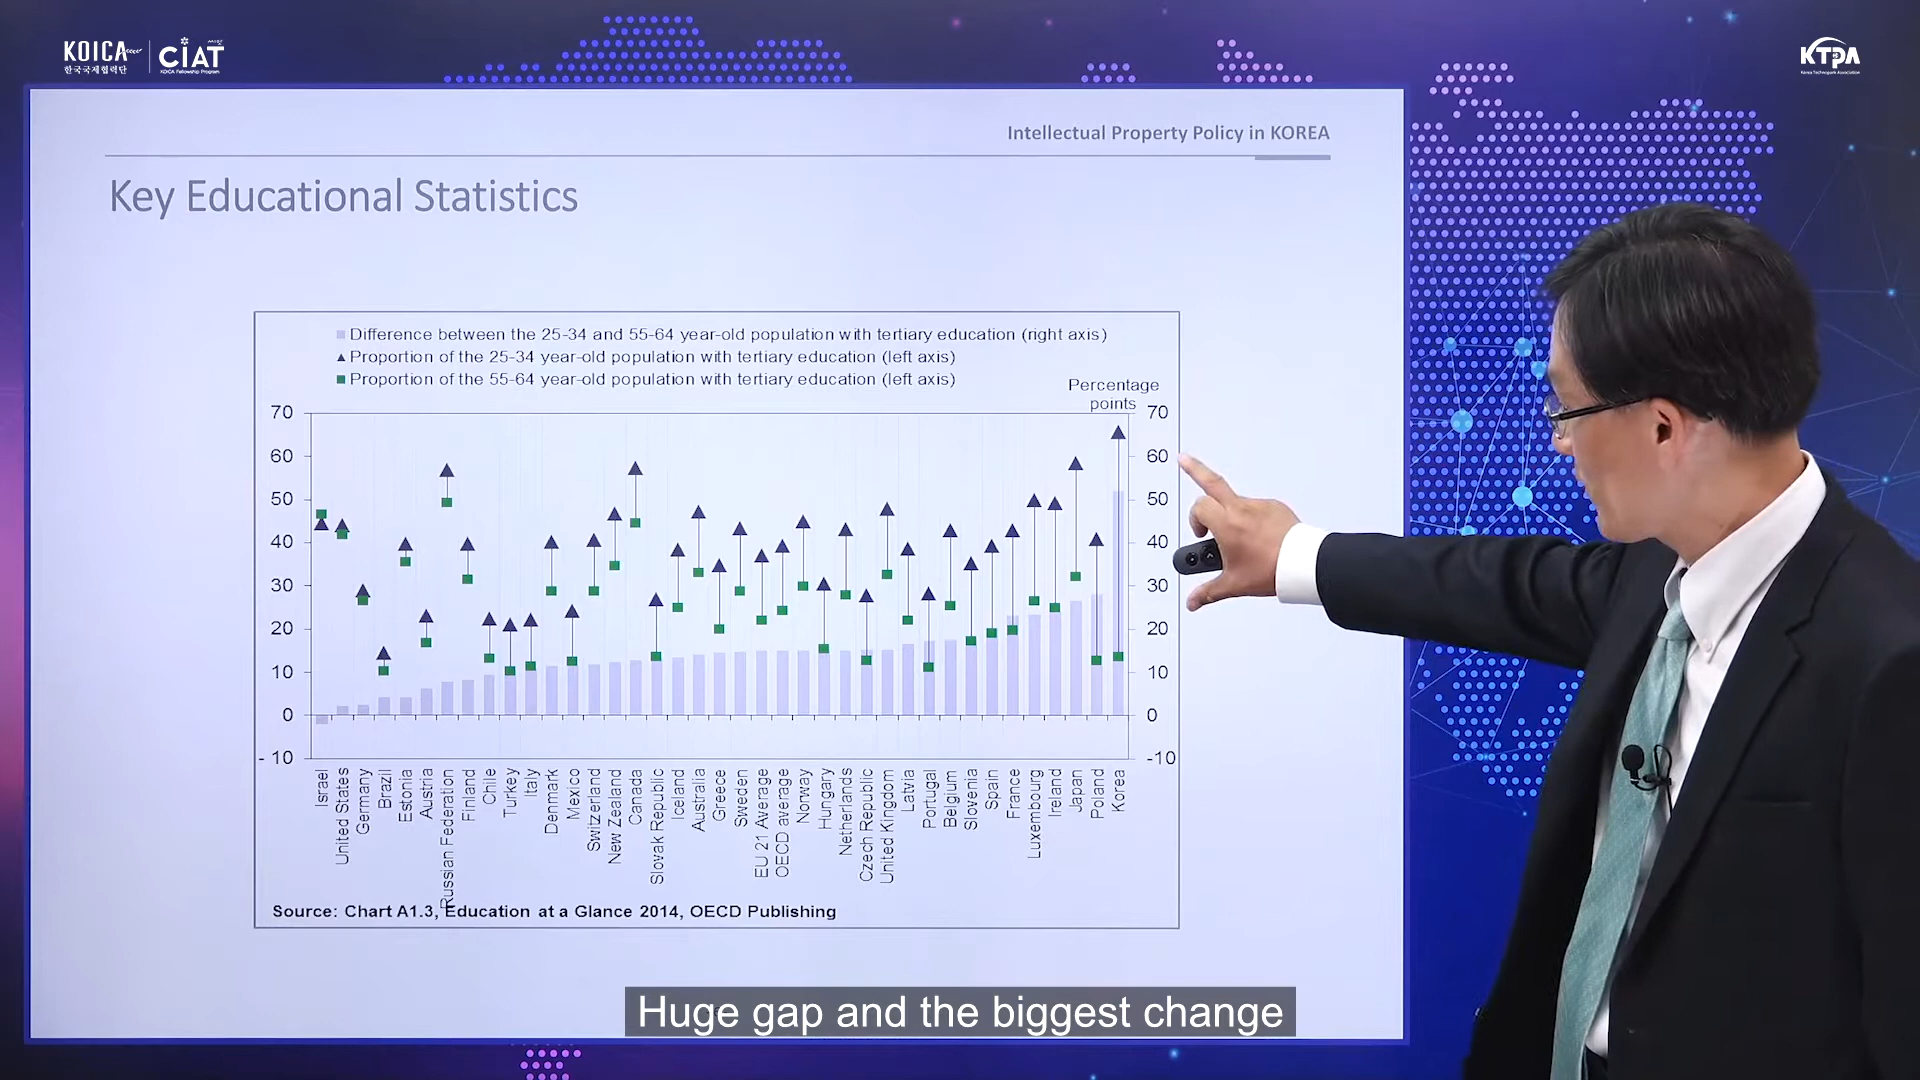 KOICA
한국국제협력단
CIAT
KOICA Fellowship Program
KTPA
Korea Technopark Association
Intellectual Property Policy in KOREA
Key Educational Statistics
Difference between the 25-34 and 55-64 year-old population with tertiary education (right axis)
Proportion of the 25-34 year-old population with tertiary education (left axis)
Proportion of the 55-64 year-old population with tertiary education (left axis)
Percentage
points
70
60
50
40
30
20
10
0
- 10
70
60
50
40
30
20
10
0
-10
Israel
United States
Germany
Brazil
Estonia
Austria
Russian Federation
Finland
Chile
Turkey
Italy
Denmark
Mexico
Switzerland
New Zealand
Canada
Slovak Republic
Iceland
Australia
Greece
Sweden
EU 21 Average
OECD average
Norway
Hungary
Netherlands
Czech Republic
United Kingdom
Latvia
Portugal
Belgium
Slovenia
Spain
France
Luxembourg
Ireland
Japan
Poland
Korea
Source: Chart A1.3, Education at a Glance 2014, OECD Publishing
Huge gap and the biggest change